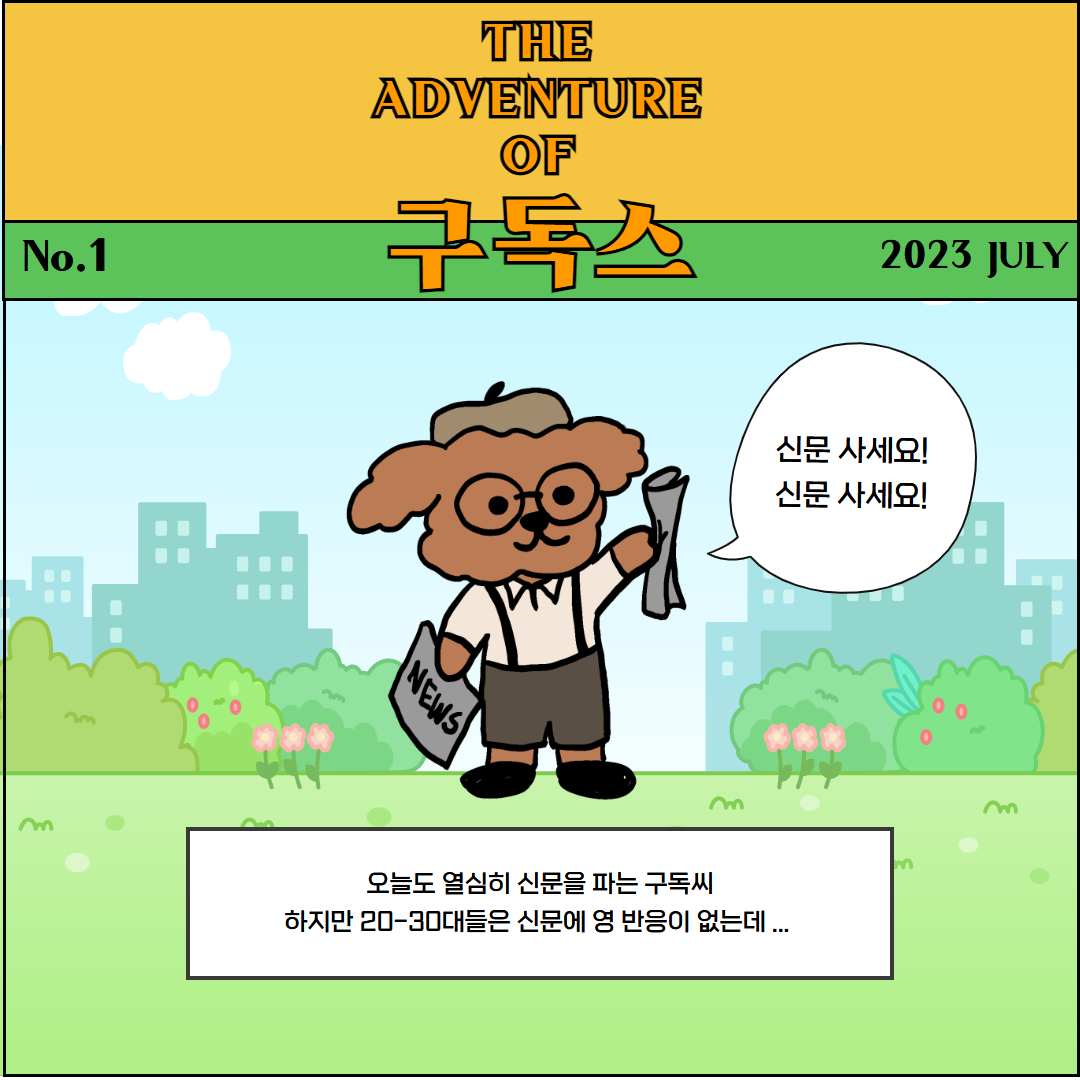 THE
ADVENTURE
OF
구독스
No.1
2023 JULY
신문 사세요!
신문 사세요!
NEWS
오늘도 열심히 신문을 파는 구독씨
하지만 20-30대들은 신문에 영 반응이 없는데 ...